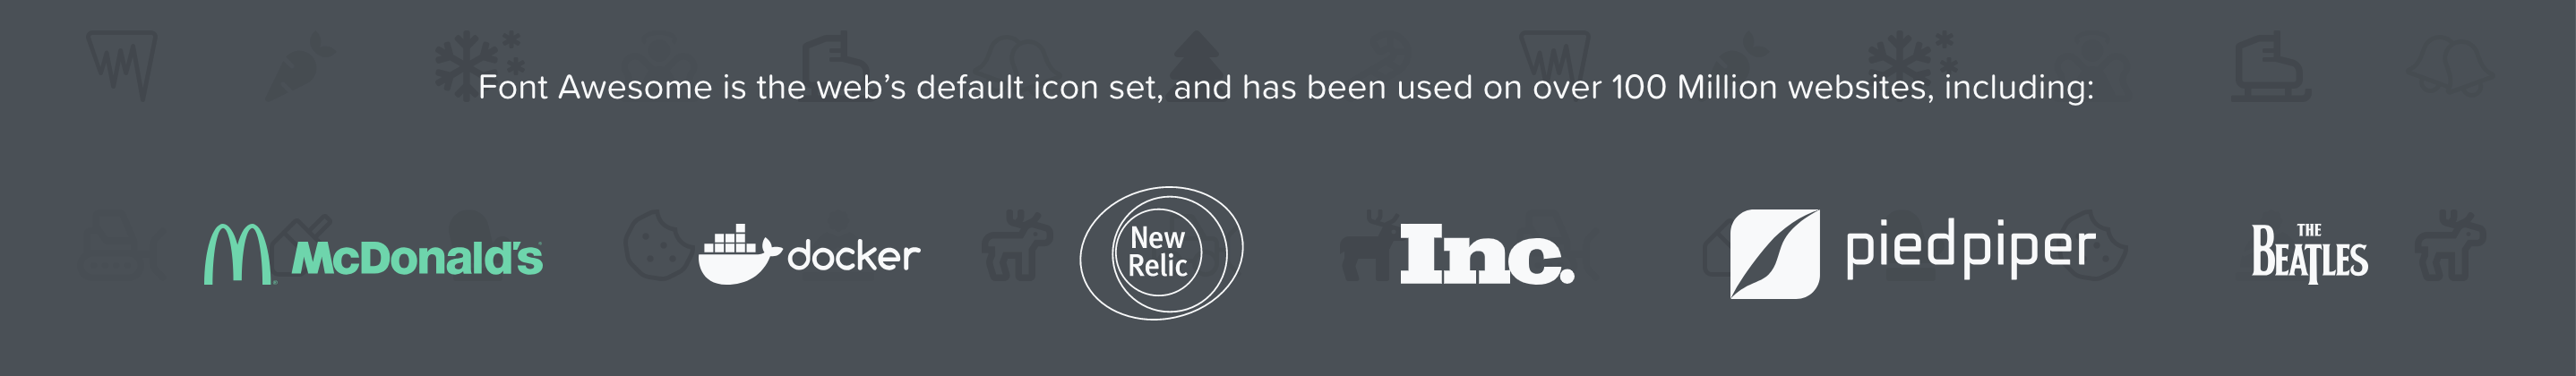 Font Awesome is the web’s default icon set, and has been used on over 100 Million websites, including:
McDonald's
docker
New
Relic
Inc.
piedpiper
THE
BEATLES